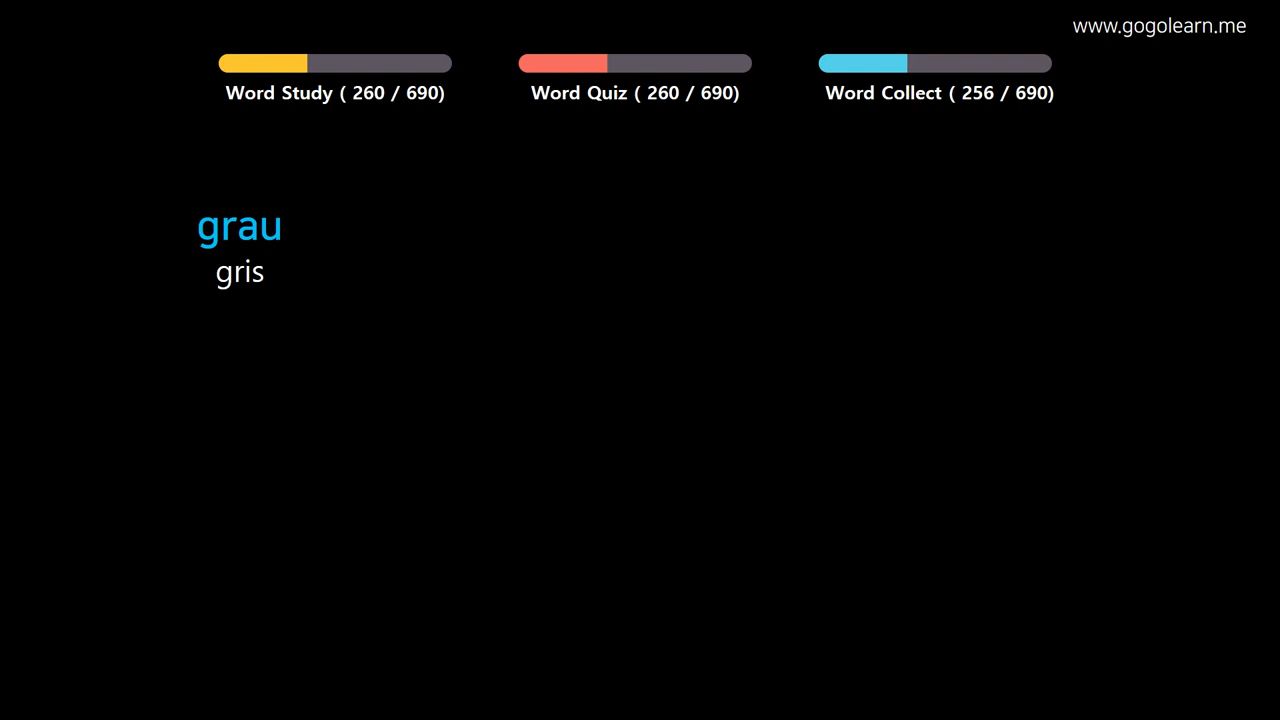 www.gogolearn.me
Word Study ( 260 / 690)
Word Quiz ( 260 / 690)
Word Collect ( 256 / 690)
grau
gris